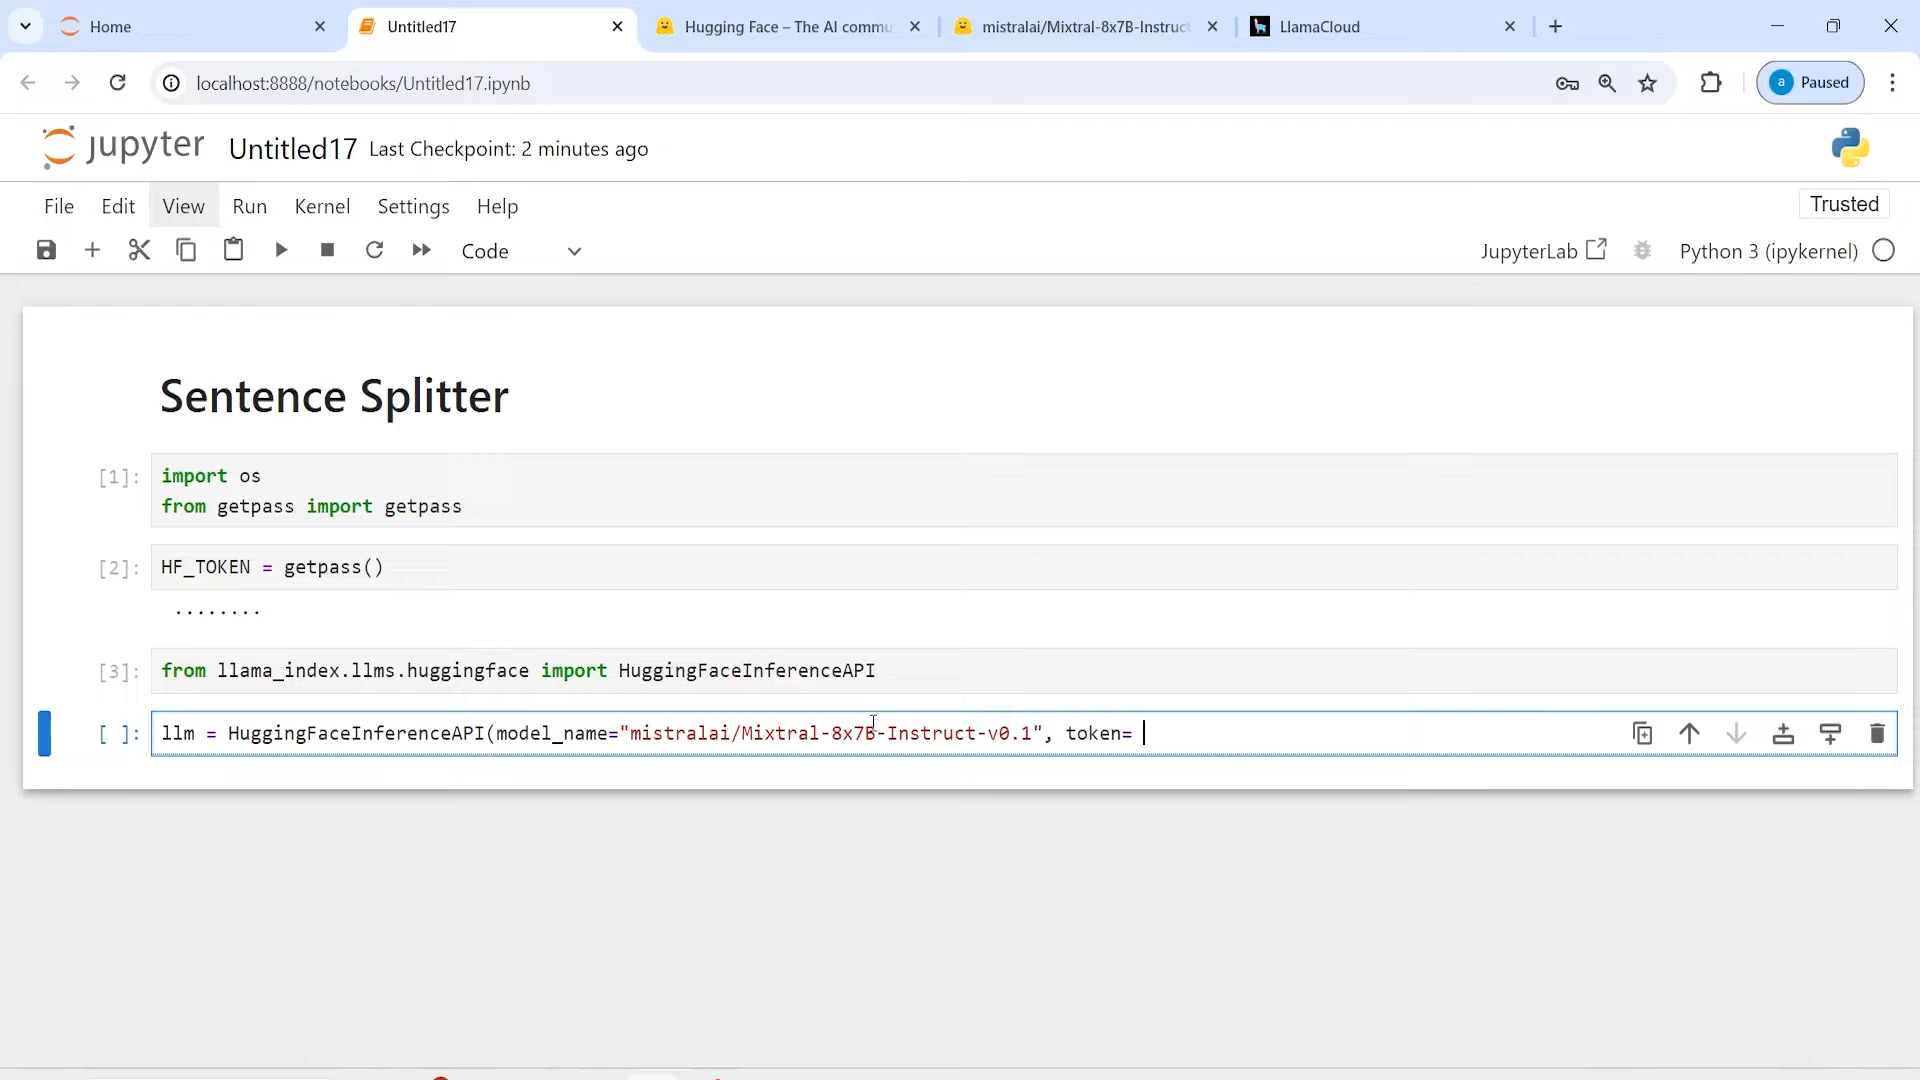 Home
Untitled17
Hugging Face – The AI commu
mistralai/Mixtral-8x7B-Instruct
LlamaCloud
localhost:8888/notebooks/Untitled17.ipynb
a Paused
jupyter Untitled17 Last Checkpoint: 2 minutes ago
File Edit View Run Kernel Settings Help
Trusted
Code
JupyterLab
Python 3 (ipykernel)
Sentence Splitter
[1]: import os
from getpass import getpass
[2]: HF_TOKEN = getpass()
········
[3]: from llama_index.llms.huggingface import HuggingFaceInferenceAPI
[ ]: llm = HuggingFaceInferenceAPI(model_name="mistralai/Mixtral-8x7B-Instruct-v0.1", token=